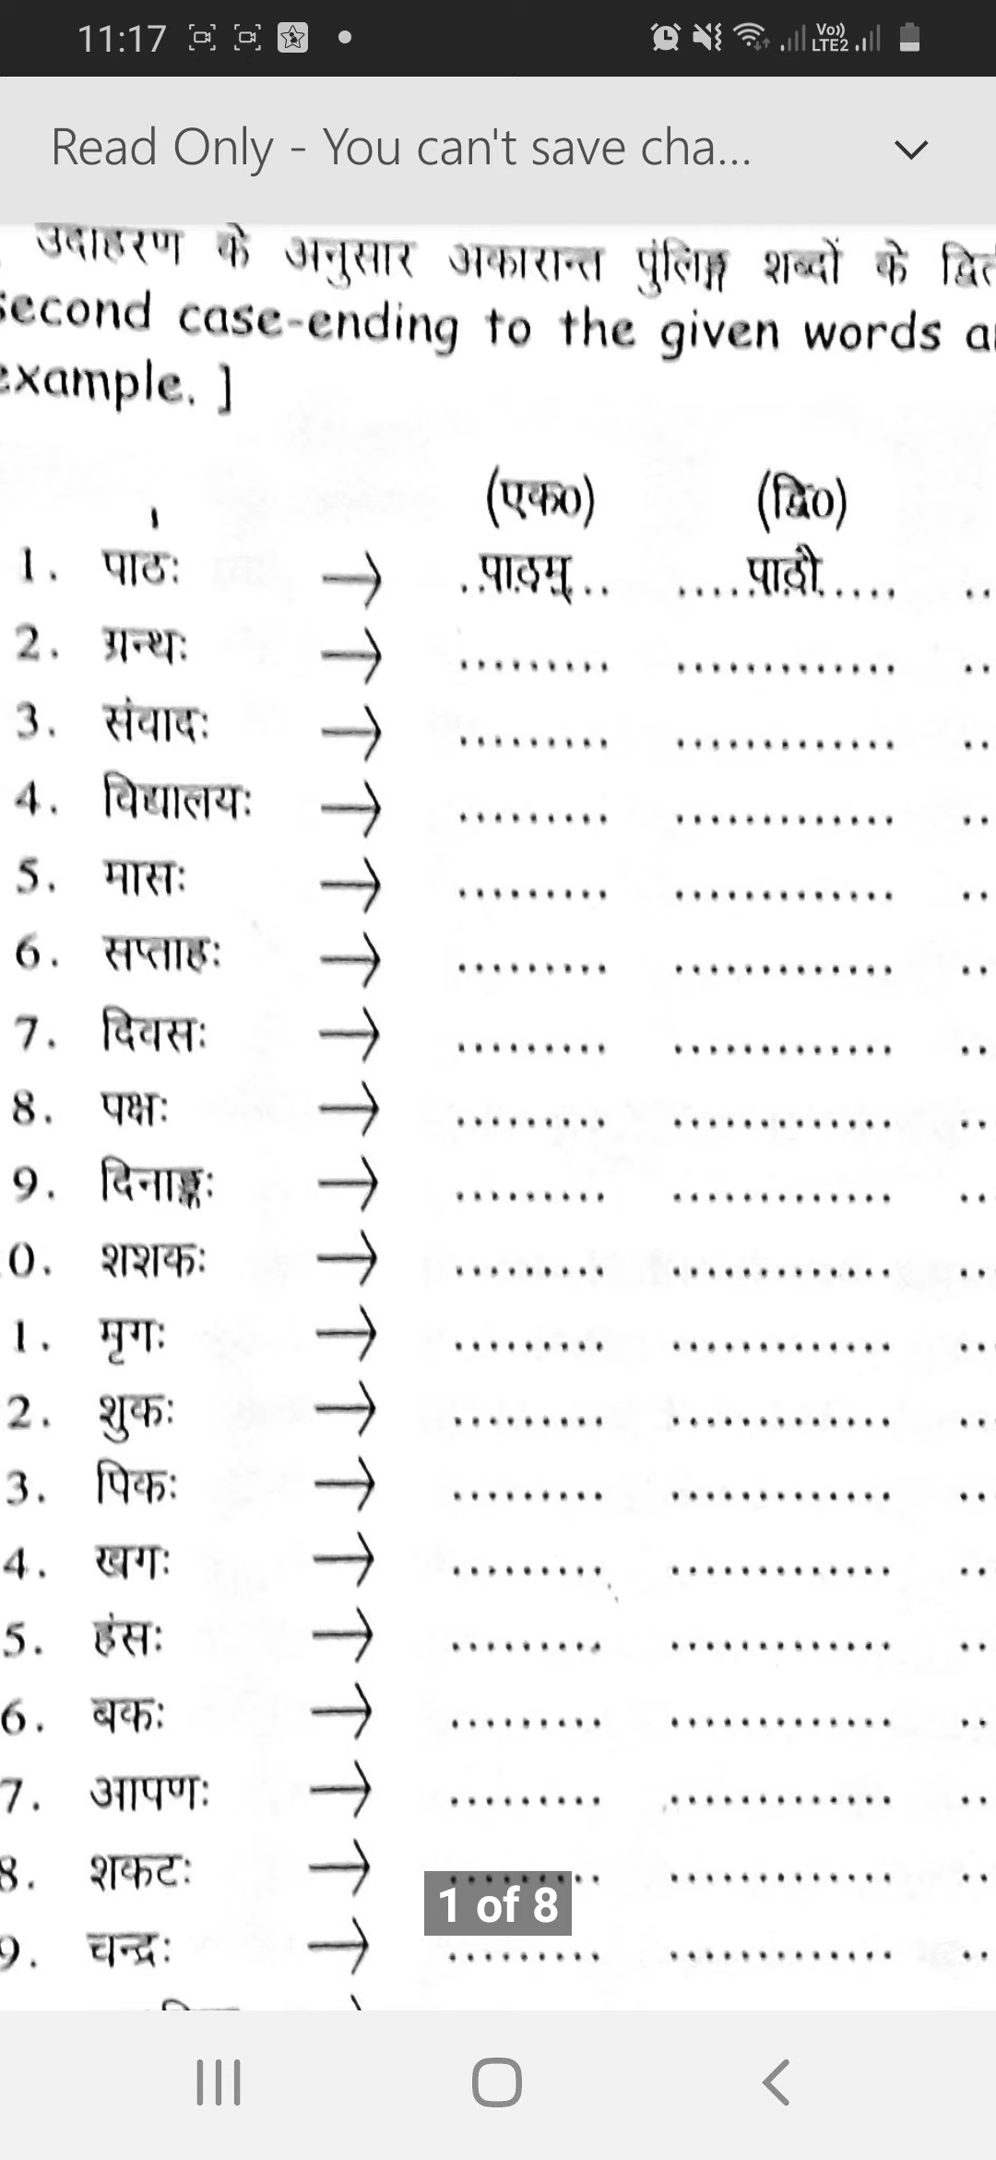 11:17 Vo)) LTE2
Read Only - You can't save cha...
उदाहरण के अनुसार अकारान्त पुंलिङ्ग शब्दों के
second case-ending to the given words
example. ]
(एक०) (द्वि०)
1. पाठः → ..पाठम्.. .....पाठौ..... ..
2. ग्रन्थः → ......... ............. ..
3. संवादः → ......... ............. ..
4. विद्यालयः → ......... ............. ..
5. मासः → ......... ............. ..
6. सप्ताहः → ......... ............. ..
7. दिवसः → ......... ............. ..
8. पक्षः → ......... ............. ..
9. दिनाङ्कः → ......... ............. ..
0. शशकः → ......... ............. ..
1. मृगः → ......... ............. ..
2. शुकः → ......... ............. ..
3. पिकः → ......... ............. ..
4. खगः → ......... ............. ..
5. हंसः → ......... ............. ..
6. बकः → ......... ............. ..
7. आपणः → ......... ............. ..
8. शकटः → ......... ............. ..
1 of 8
9. चन्द्रः → ......... ............. ..